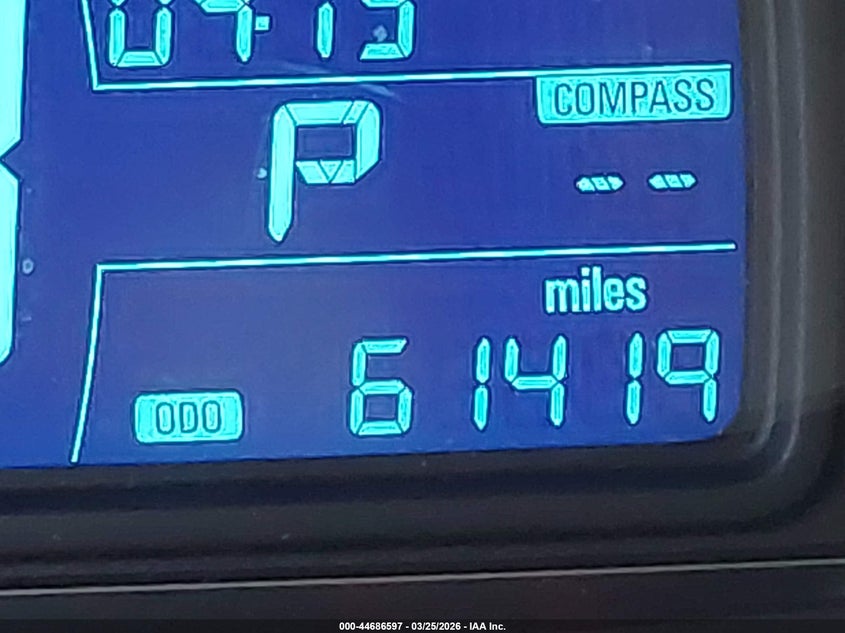 P
COMPASS
-- --
miles
ODO 61419
000-44686597 - 03/25/2026 - IAA Inc.